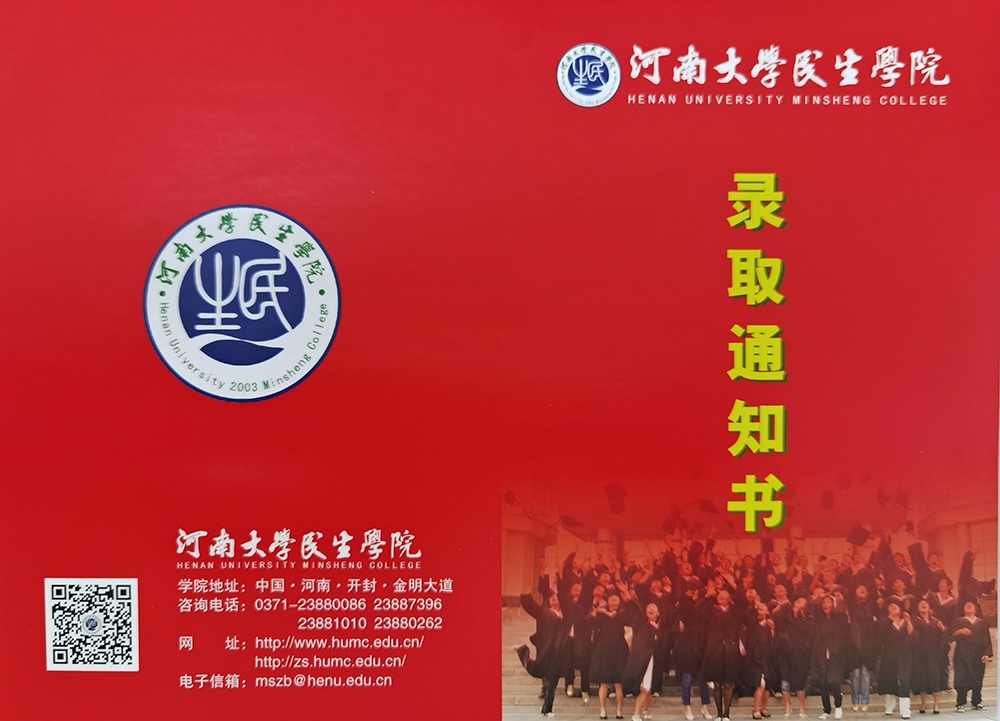 河南大学民生學院
HENAN UNIVERSITY MINSHENG COLLEGE
录取通知书
河南大学民生學院
Henan University 2003 Minsheng College
河南大学民生學院
HENAN UNIVERSITY MINSHENG COLLEGE
学院地址：中国·河南·开封·金明大道
咨询电话：0371-23880086 23887396
23881010 23880262
网 址：http://www.humc.edu.cn/
http://zs.humc.edu.cn/
电子信箱：mszb@henu.edu.cn